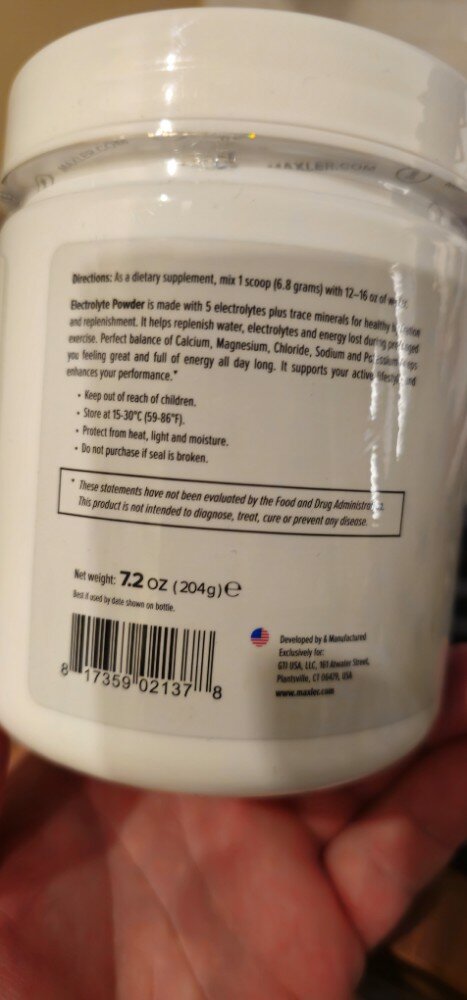 MAXLER.COM
MAXLER.COM
Directions: As a dietary supplement, mix 1 scoop (6.8 grams) with 12–16 oz of
Electrolyte Powder is made with 5 electrolytes plus trace minerals for healthy
and replenishment. It helps replenish water, electrolytes and energy lost during
exercise. Perfect balance of Calcium, Magnesium, Chloride, Sodium and
you feeling great and full of energy all day long. It supports your active
enhances your performance.*
• Keep out of reach of children.
• Store at 15-30°C (59-86°F).
• Protect from heat, light and moisture.
• Do not purchase if seal is broken.
* These statements have not been evaluated by the Food and Drug
This product is not intended to diagnose, treat, cure or prevent any disease.
Net weight: 7.2 OZ (204g)℮
Best if used by date shown on bottle.
8 17359 02137 8
Developed by & Manufactured
Exclusively for:
GTI USA, LLC, 161 Atwater Street,
Plantsville, CT 06479, USA
www.maxler.com